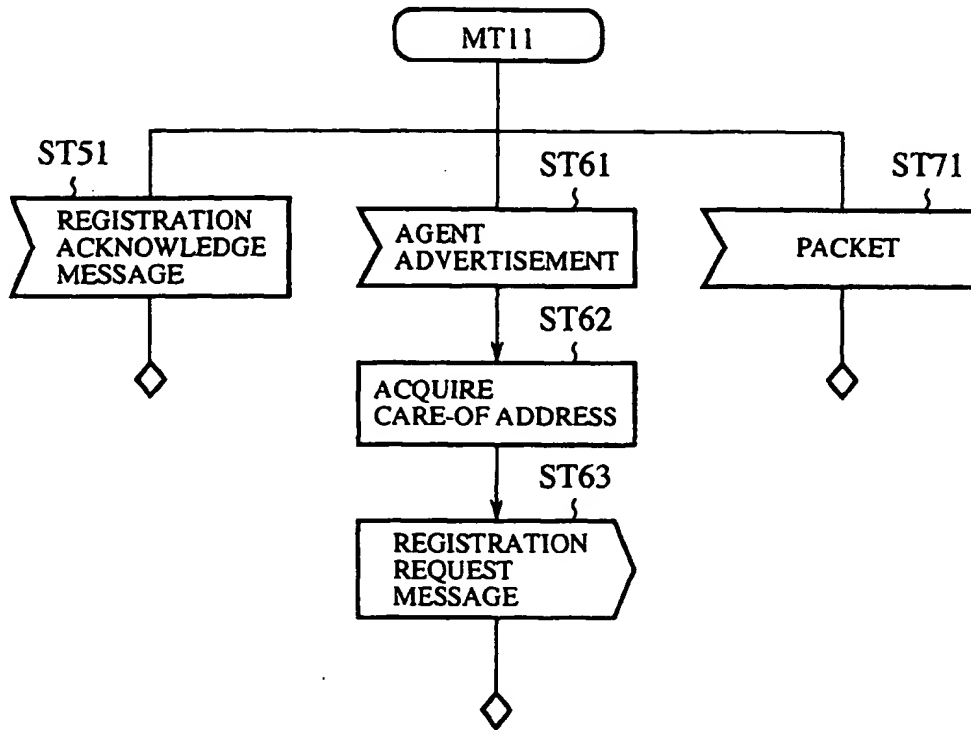 MT11
ST51
REGISTRATION
ACKNOWLEDGE
MESSAGE
ST61
AGENT
ADVERTISEMENT
ST71
PACKET
ST62
ACQUIRE
CARE-OF ADDRESS
ST63
REGISTRATION
REQUEST
MESSAGE